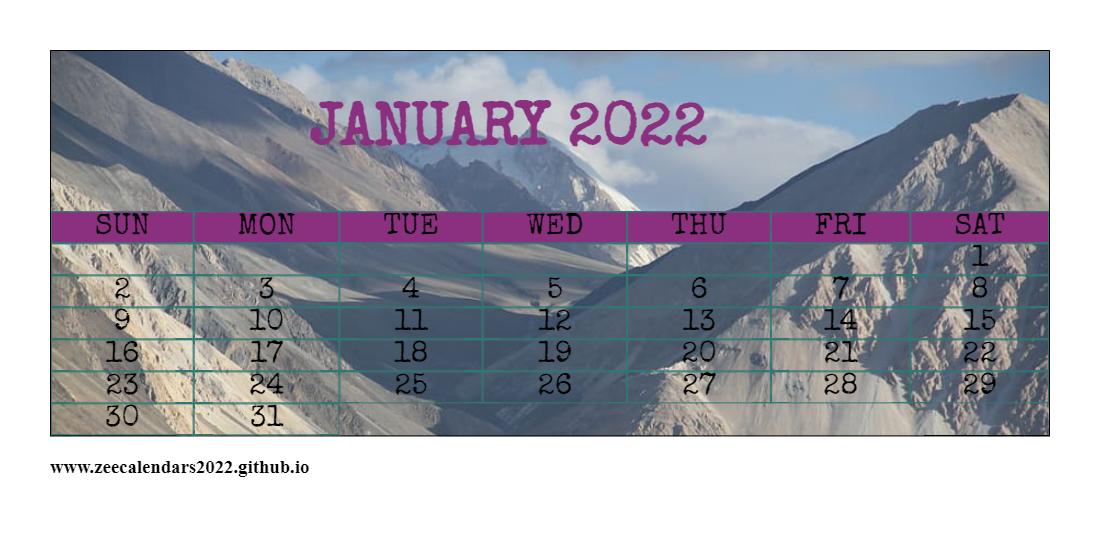 JANUARY 2022
SUN MON TUE WED THU FRI SAT
1
2 3 4 5 6 7 8
9 10 11 12 13 14 15
16 17 18 19 20 21 22
23 24 25 26 27 28 29
30 31
www.zeecalendars2022.github.io